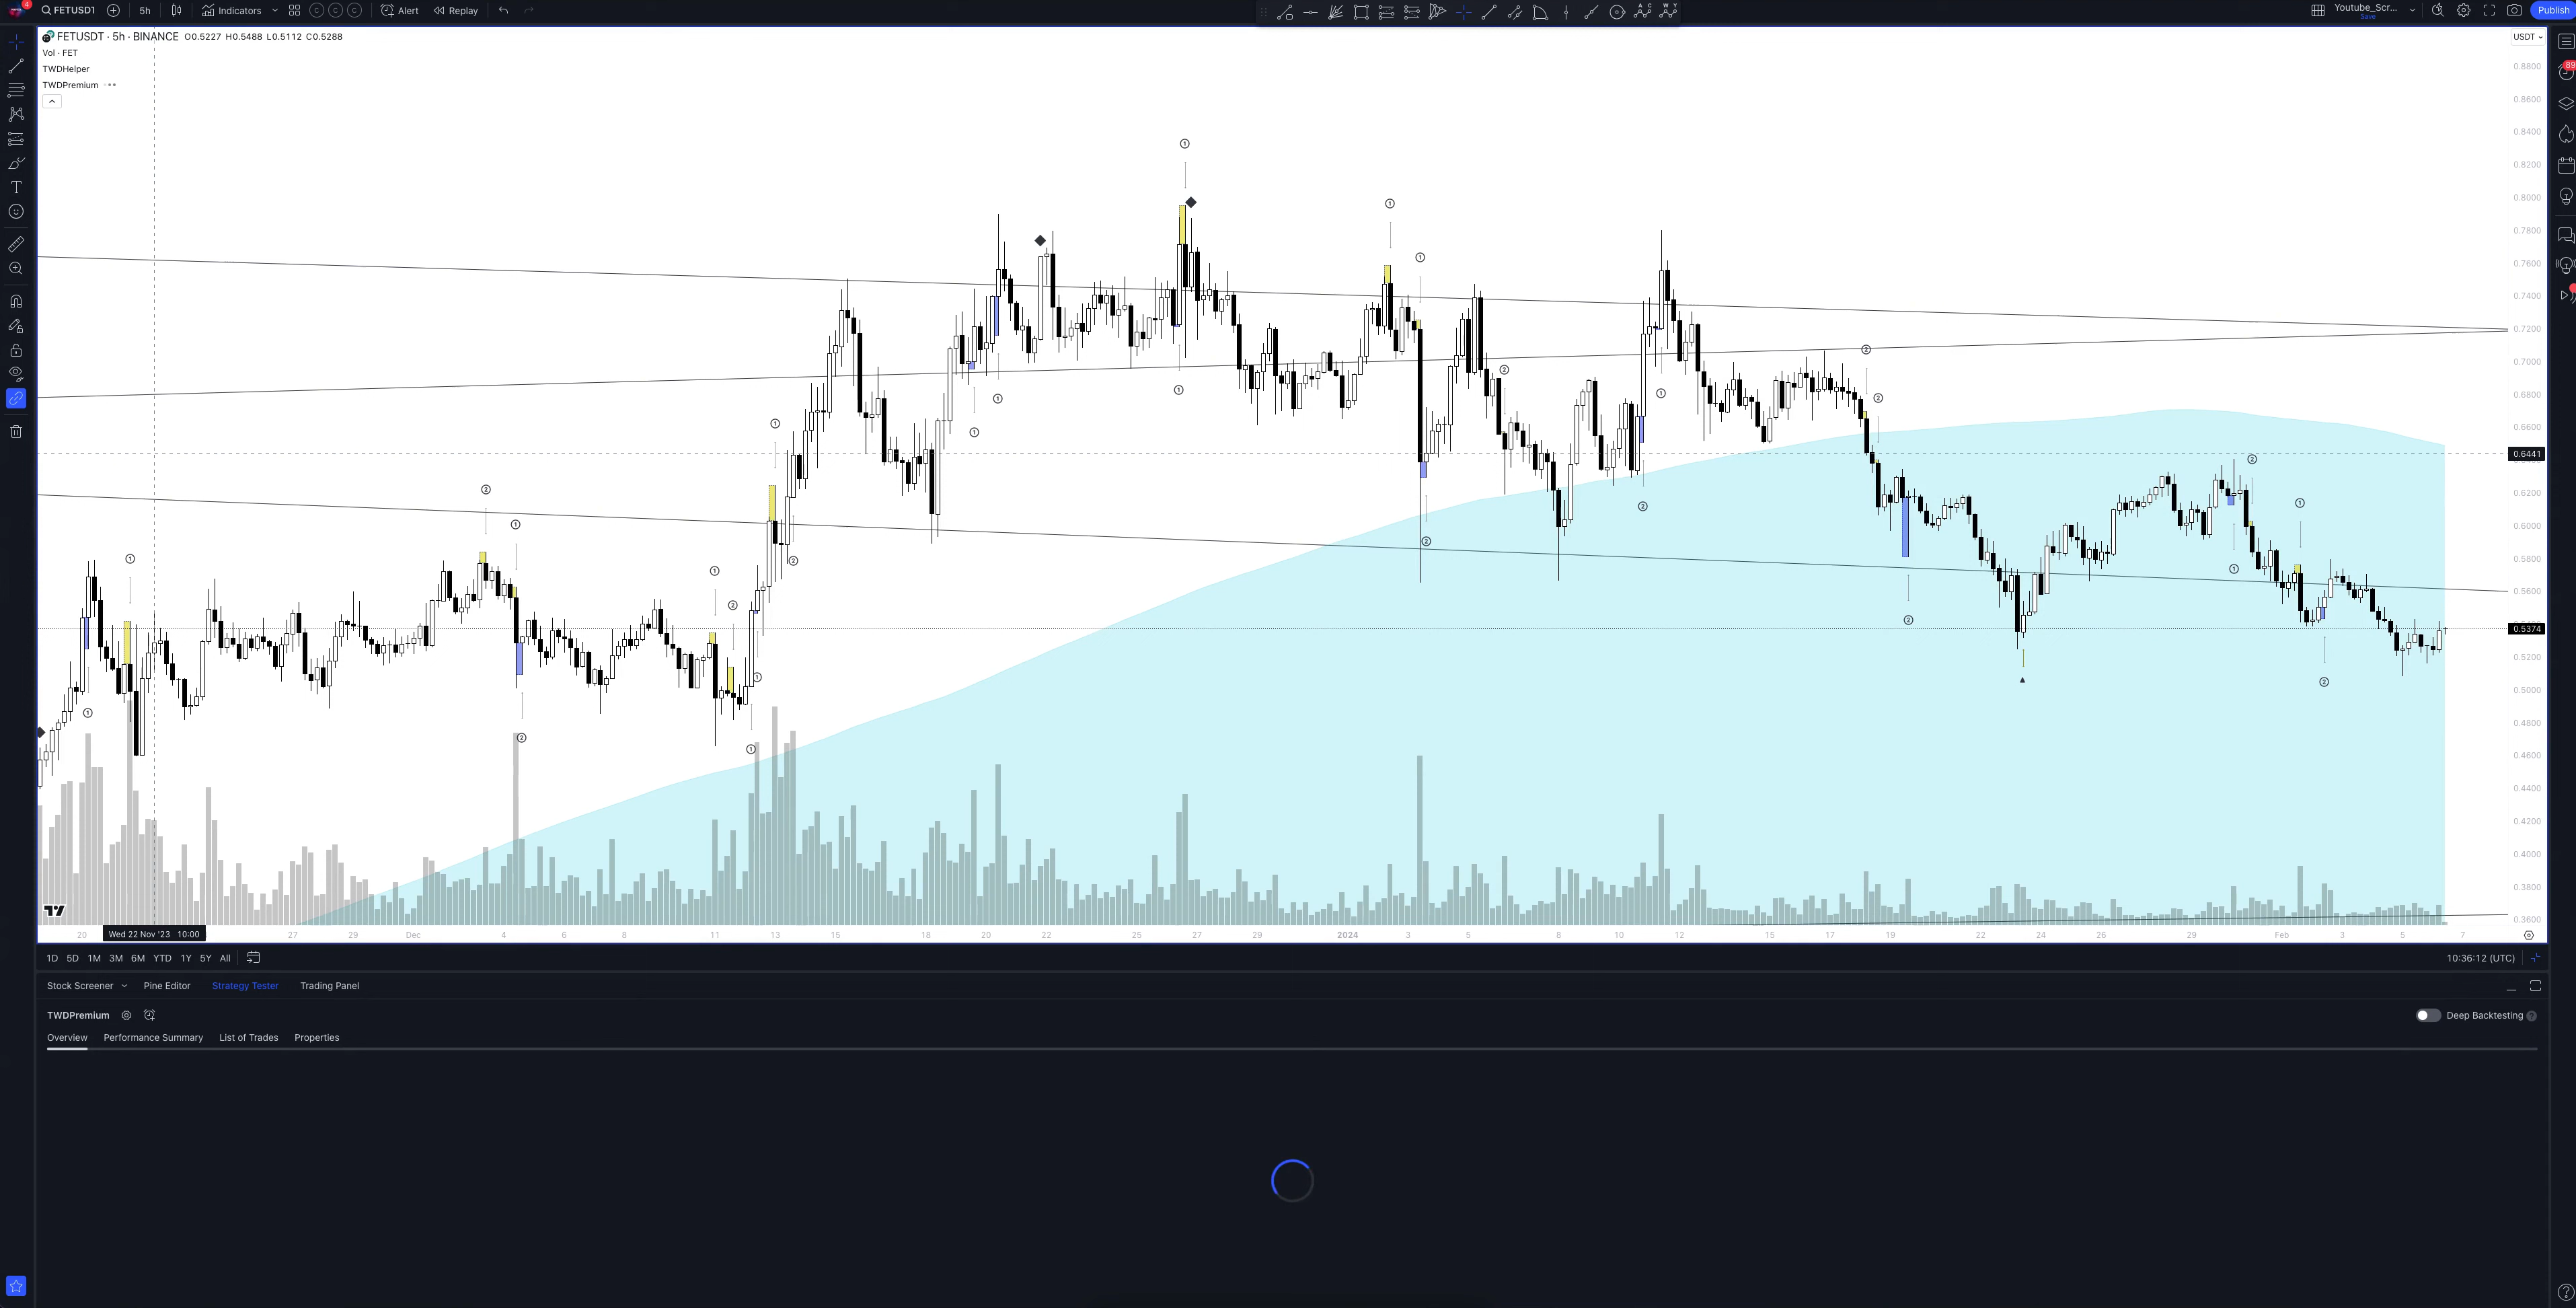 4
FETUSDT
5h
Indicators
C C C
Alert
Replay
Youtube_Scr...
Save
Publish
FETUSDT · 5h · BINANCE O0.5227 H0.5488 L0.5112 C0.5288
USDT
Vol · FET
TWDHelper
TWDPremium
89
0.8800
0.8600
0.8400
0.8200
0.8000
0.7800
0.7600
0.7400
0.7200
0.7000
0.6800
0.6600
0.6441
0.6200
0.6000
0.5800
0.5600
0.5374
0.5200
0.5000
0.4800
0.4600
0.4400
0.4200
0.4000
0.3800
0.3600
20 Wed 22 Nov '23 10:00 27 29 Dec 4 6 8 11 13 15 18 20 22 25 27 29 2024 3 5 8 10 12 15 17 19 22 24 26 29 Feb 3 5 7
1D 5D 1M 3M 6M YTD 1Y 5Y All
10:36:12 (UTC)
Stock Screener Pine Editor Strategy Tester Trading Panel
TWDPremium
Deep Backtesting
Overview Performance Summary List of Trades Properties